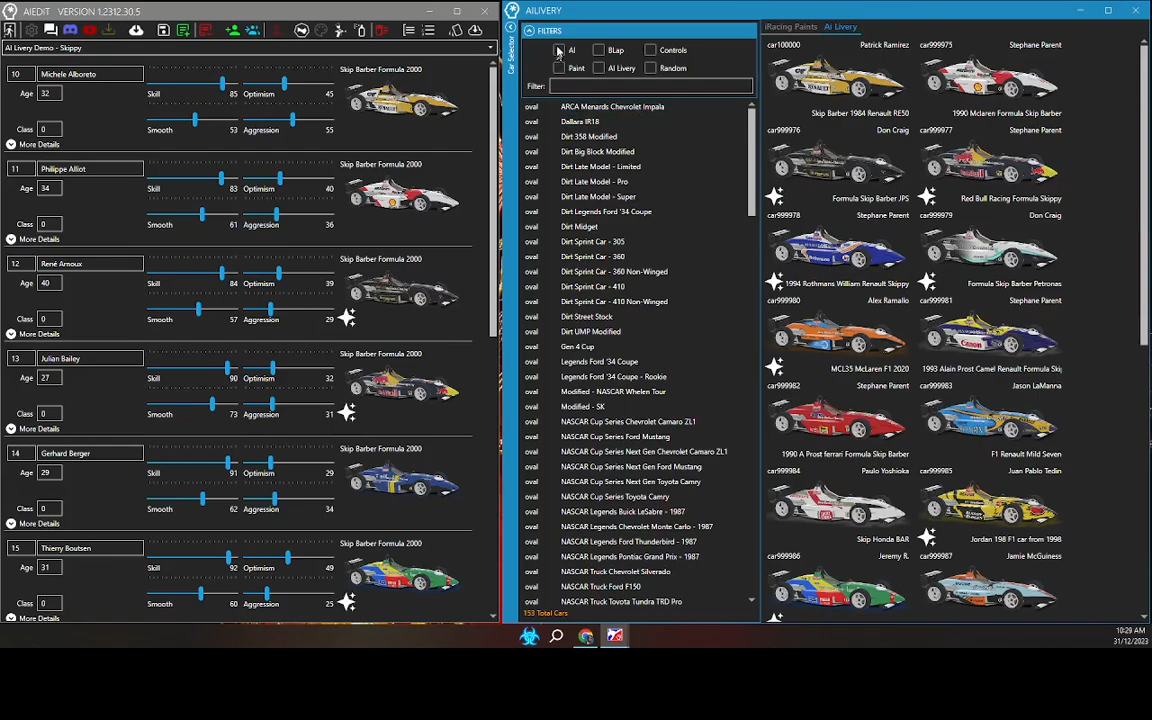 AIEDIT VERSION 1.2312.30.5
AI Livery Demo - Skippy
10 Michele Alboreto
Age 32
Class 0
More Details
Skill 85 Optimism 45
Smooth 53 Aggression 55
Skip Barber Formula 2000
11 Philippe Alliot
Age 34
Class 0
More Details
Skill 83 Optimism 40
Smooth 61 Aggression 36
Skip Barber Formula 2000
12 René Arnoux
Age 40
Class 0
More Details
Skill 84 Optimism 39
Smooth 57 Aggression 29
Skip Barber Formula 2000
13 Julian Bailey
Age 27
Class 0
More Details
Skill 90 Optimism 32
Smooth 73 Aggression 31
Skip Barber Formula 2000
14 Gerhard Berger
Age 29
Class 0
More Details
Skill 91 Optimism 29
Smooth 62 Aggression 34
Skip Barber Formula 2000
15 Thierry Boutsen
Age 31
Class 0
More Details
Skill 92 Optimism 49
Smooth 60 Aggression 25
Skip Barber Formula 2000
AILIVERY
Car Selector
FILTERS
AI BLap Controls
Paint AI Livery Random
Filter:
oval ARCA Menards Chevrolet Impala
oval Dallara IR18
oval Dirt 358 Modified
oval Dirt Big Block Modified
oval Dirt Late Model - Limited
oval Dirt Late Model - Pro
oval Dirt Late Model - Super
oval Dirt Legends Ford '34 Coupe
oval Dirt Midget
oval Dirt Sprint Car - 305
oval Dirt Sprint Car - 360
oval Dirt Sprint Car - 360 Non-Winged
oval Dirt Sprint Car - 410
oval Dirt Sprint Car - 410 Non-Winged
oval Dirt Street Stock
oval Dirt UMP Modified
oval Gen 4 Cup
oval Legends Ford '34 Coupe
oval Legends Ford '34 Coupe - Rookie
oval Modified - NASCAR Whelen Tour
oval Modified - SK
oval NASCAR Cup Series Chevrolet Camaro ZL1
oval NASCAR Cup Series Ford Mustang
oval NASCAR Cup Series Next Gen Chevrolet Camaro ZL1
oval NASCAR Cup Series Next Gen Ford Mustang
oval NASCAR Cup Series Next Gen Toyota Camry
oval NASCAR Cup Series Toyota Camry
oval NASCAR Legends Buick LeSabre - 1987
oval NASCAR Legends Chevrolet Monte Carlo - 1987
oval NASCAR Legends Ford Thunderbird - 1987
oval NASCAR Legends Pontiac Grand Prix - 1987
oval NASCAR Truck Chevrolet Silverado
oval NASCAR Truck Ford F150
oval NASCAR Truck Toyota Tundra TRD Pro
153 Total Cars
iRacing Paints AI Livery
car100000 Patrick Ramirez
Skip Barber 1984 Renault RE50
car999975 Stephane Parent
1990 Mclaren Formula Skip Barber
car999976 Don Craig
Formula Skip Barber JPS
car999977 Stephane Parent
Red Bull Racing Formula Skippy
car999978 Stephane Parent
1994 Rothmans William Renault Skippy
car999979 Don Craig
Formula Skip Barber Petronas
car999980 Alex Ramalio
MCL35 McLaren F1 2020
car999981 Stephane Parent
1993 Alain Prost Camel Renault Formula Ski
car999982 Stephane Parent
1990 A Prost ferrari Formula Skip Barber
car999983 Jason LaManna
F1 Renault Mild Seven
car999984 Paulo Yoshioka
Skip Honda BAR
car999985 Juan Pablo Tedin
Jordan 198 F1 car from 1998
car999986 Jeremy R.
car999987 Jamie McGuiness
10:29 AM
31/12/2023